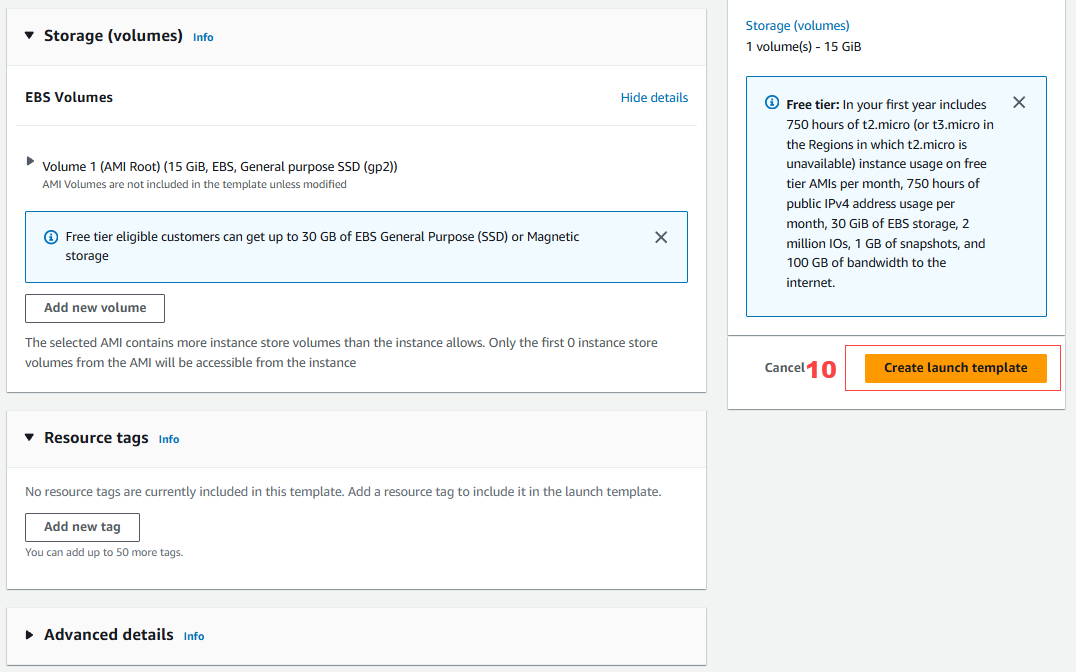 Storage (volumes) Info
EBS Volumes
Hide details
Volume 1 (AMI Root) (15 GiB, EBS, General purpose SSD (gp2))
AMI Volumes are not included in the template unless modified
Free tier eligible customers can get up to 30 GB of EBS General Purpose (SSD) or Magnetic
storage
Add new volume
The selected AMI contains more instance store volumes than the instance allows. Only the first 0 instance store
volumes from the AMI will be accessible from the instance
Resource tags Info
No resource tags are currently included in this template. Add a resource tag to include it in the launch template.
Add new tag
You can add up to 50 more tags.
Advanced details Info
Storage (volumes)
1 volume(s) - 15 GiB
Free tier: In your first year includes
750 hours of t2.micro (or t3.micro in
the Regions in which t2.micro is
unavailable) instance usage on free
tier AMIs per month, 750 hours of
public IPv4 address usage per
month, 30 GiB of EBS storage, 2
million IOs, 1 GB of snapshots, and
100 GB of bandwidth to the
internet.
Cancel
10
Create launch template